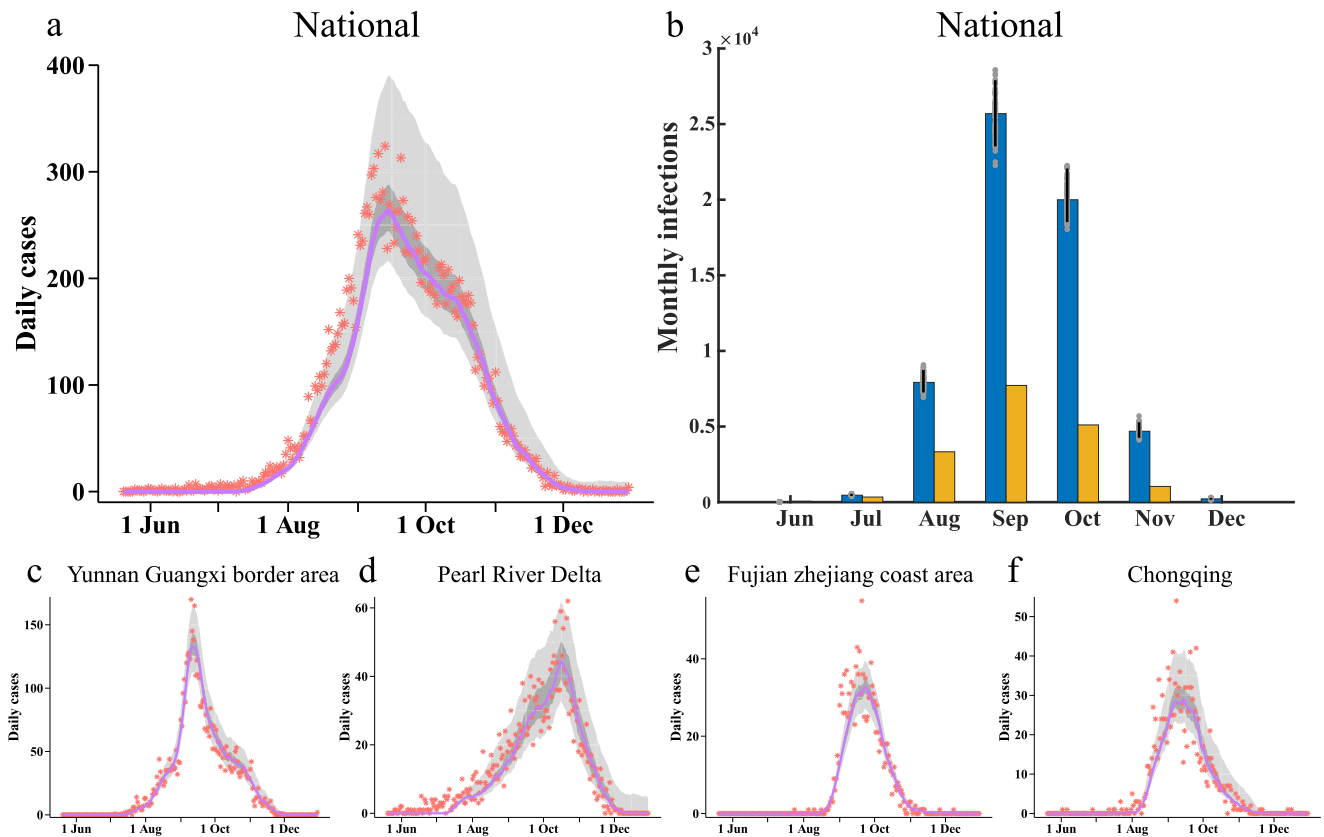 a
National
Daily cases
400
300
200
100
0
1 Jun
1 Aug
1 Oct
1 Dec
b
National
×10⁴
Monthly infections
3
2.5
2
1.5
1
0.5
0
Jun
Jul
Aug
Sep
Oct
Nov
Dec
c
Yunnan Guangxi border area
Daily cases
150
100
50
0
1 Jun
1 Aug
1 Oct
1 Dec
d
Pearl River Delta
Daily cases
60
40
20
0
1 Jun
1 Aug
1 Oct
1 Dec
e
Fujian zhejiang coast area
Daily cases
40
20
0
1 Jun
1 Aug
1 Oct
1 Dec
f
Chongqing
Daily cases
50
40
30
20
10
0
1 Jun
1 Aug
1 Oct
1 Dec